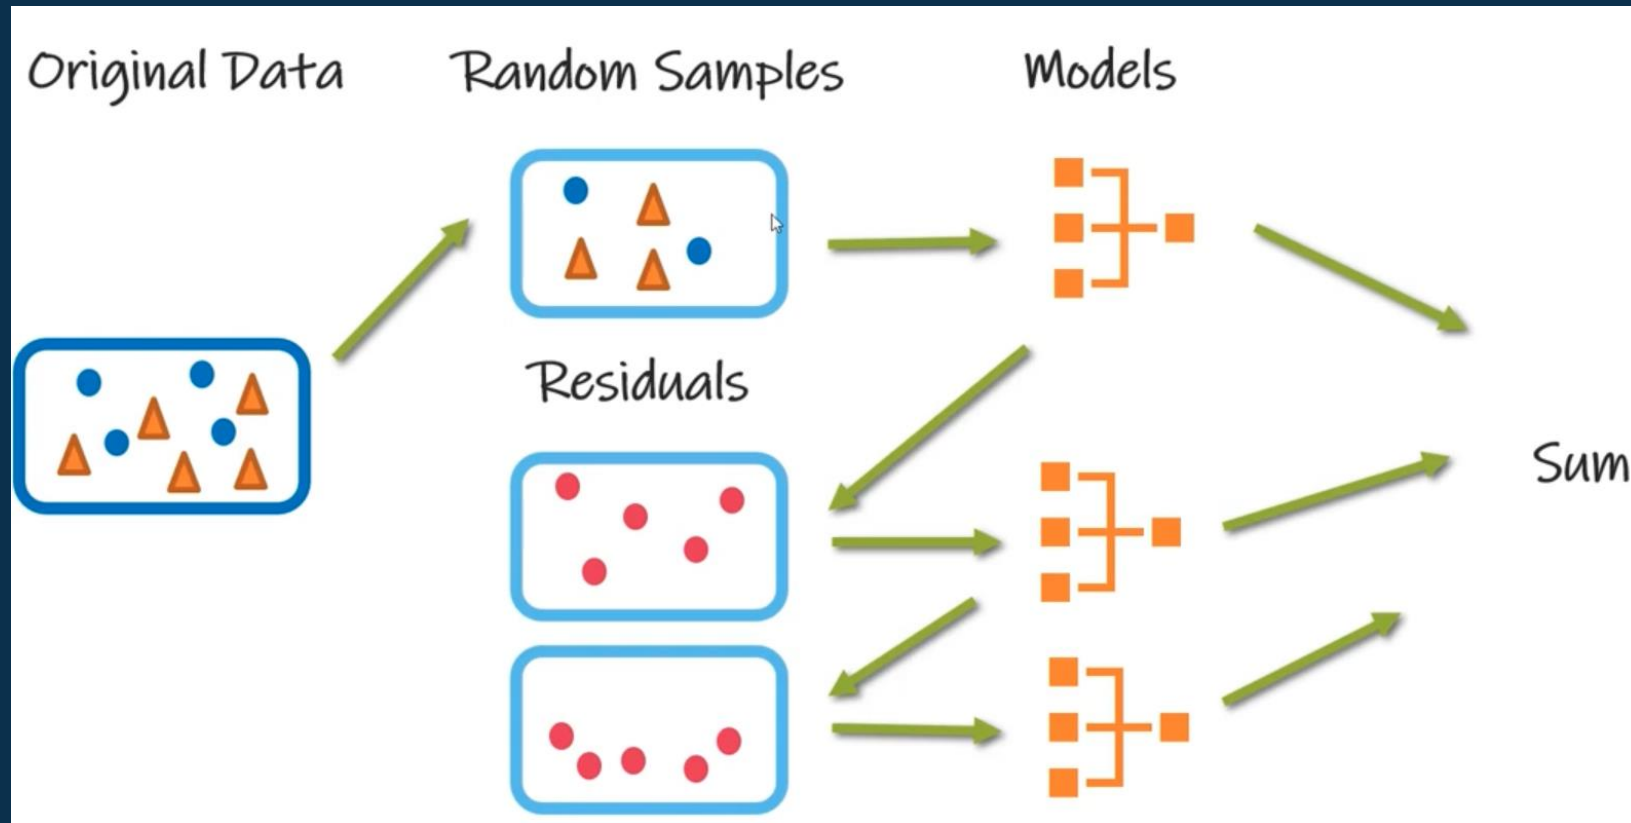 Original Data
Random Samples
Models
Residuals
Sum